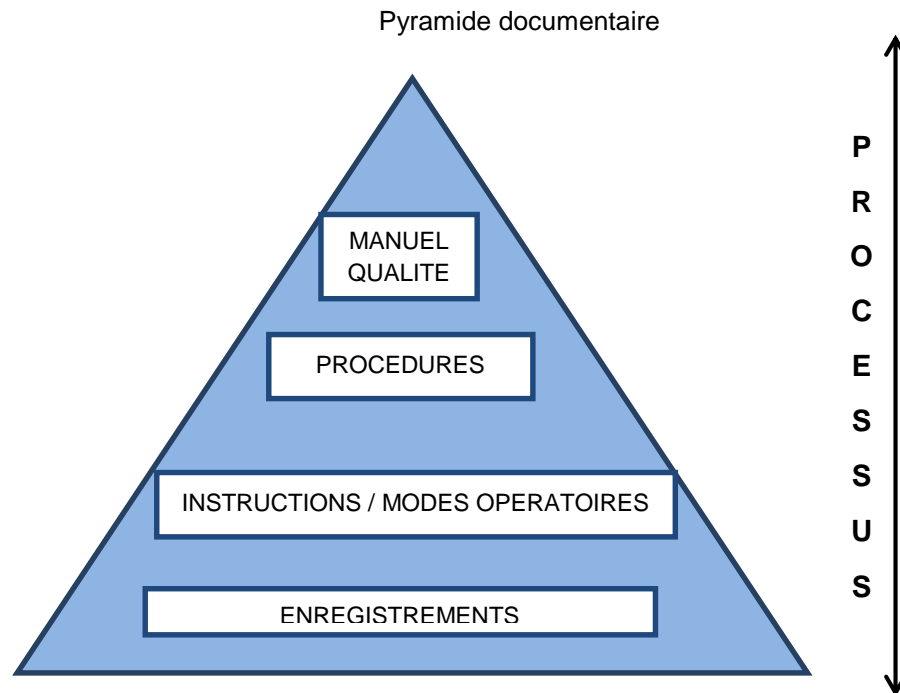 Pyramide documentaire
MANUEL
QUALITE
PROCEDURES
INSTRUCTIONS / MODES OPERATOIRES
ENREGISTREMENTS
P
R
O
C
E
S
S
U
S